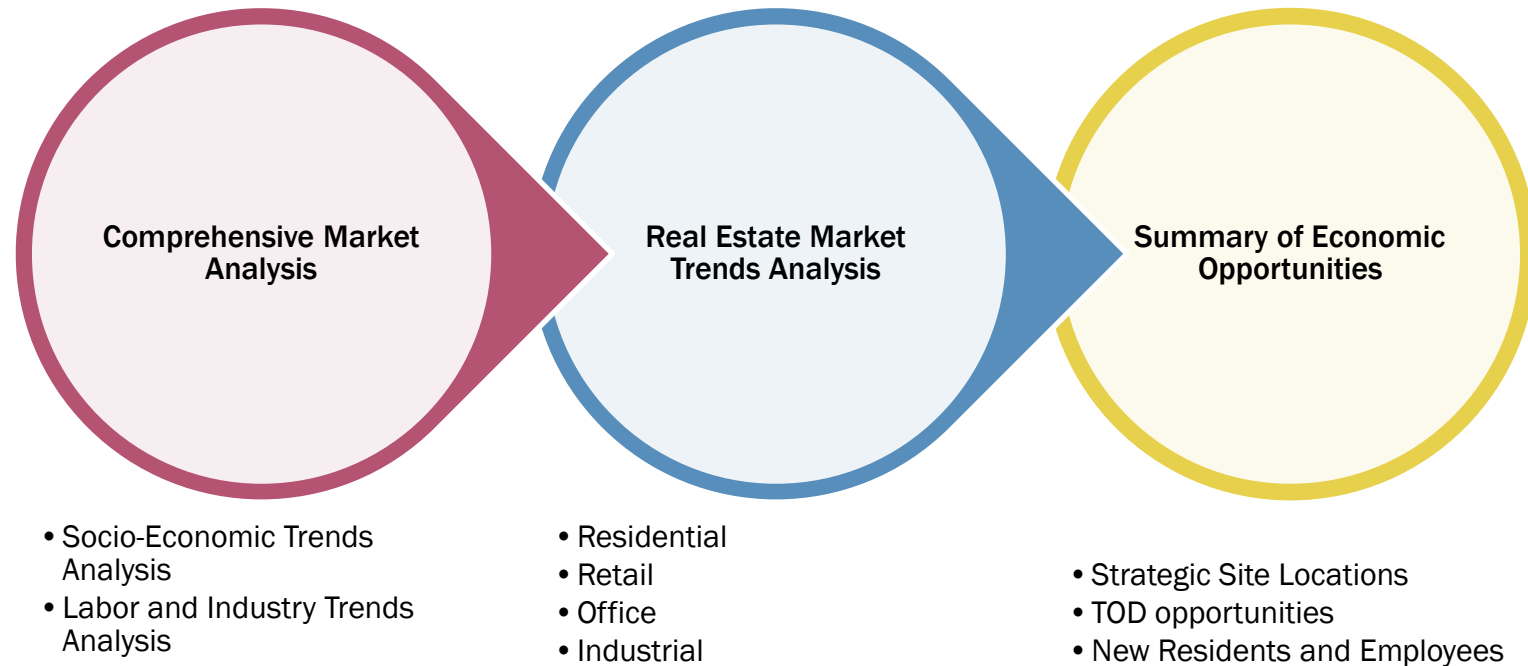 Comprehensive Market
Analysis
Real Estate Market
Trends Analysis
Summary of Economic
Opportunities
• Socio-Economic Trends
Analysis
• Labor and Industry Trends
Analysis
• Residential
• Retail
• Office
• Industrial
• Strategic Site Locations
• TOD opportunities
• New Residents and Employees